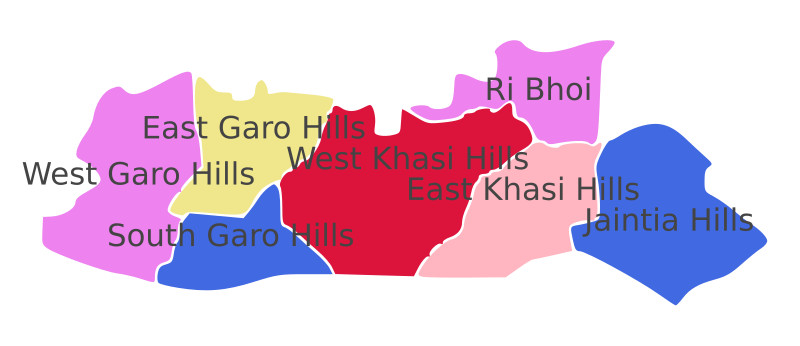 Ri Bhoi
East Garo Hills
West Khasi Hills
West Garo Hills
East Khasi Hills
Jaintia Hills
South Garo Hills